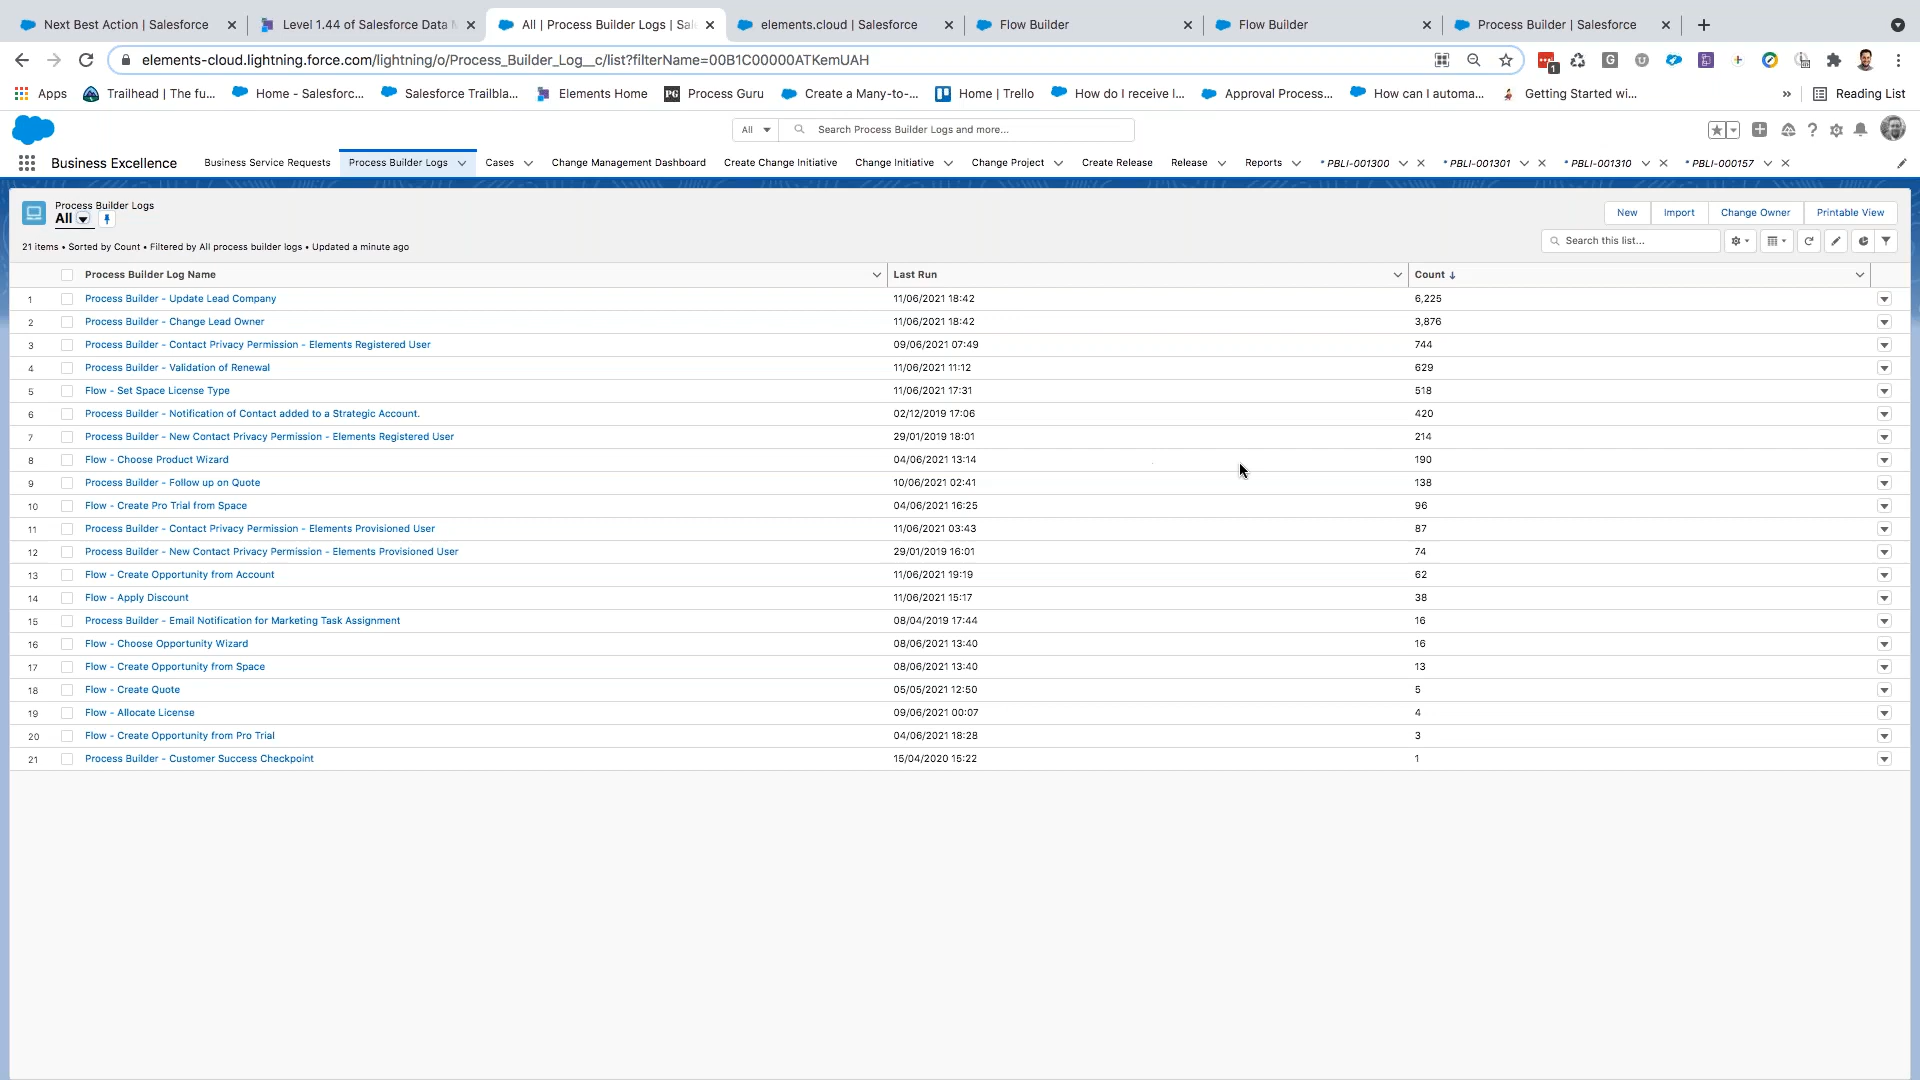 Next Best Action | Salesforce
Level 1.44 of Salesforce Data M
All | Process Builder Logs | Sal
elements.cloud | Salesforce
Flow Builder
Flow Builder
Process Builder | Salesforce
elements-cloud.lightning.force.com/lightning/o/Process_Builder_Log__c/list?filterName=00B1C00000ATKemUAH
Apps
Trailhead | The fu...
Home - Salesforc...
Salesforce Trailbla...
Elements Home
Process Guru
Create a Many-to-...
Home | Trello
How do I receive I...
Approval Process...
How can I automa...
Getting Started wi...
»
Reading List
All
Search Process Builder Logs and more...
Business Excellence
Business Service Requests
Process Builder Logs
Cases
Change Management Dashboard
Create Change Initiative
Change Initiative
Change Project
Create Release
Release
Reports
* PBLI-001300
* PBLI-001301
* PBLI-001310
* PBLI-000157
Process Builder Logs
All
New
Import
Change Owner
Printable View
21 items • Sorted by Count • Filtered by All process builder logs • Updated a minute ago
Search this list...
Process Builder Log Name Last Run Count ↓
1 Process Builder - Update Lead Company 11/06/2021 18:42 6,225
2 Process Builder - Change Lead Owner 11/06/2021 18:42 3,876
3 Process Builder - Contact Privacy Permission - Elements Registered User 09/06/2021 07:49 744
4 Process Builder - Validation of Renewal 11/06/2021 11:12 629
5 Flow - Set Space License Type 11/06/2021 17:31 518
6 Process Builder - Notification of Contact added to a Strategic Account. 02/12/2019 17:06 420
7 Process Builder - New Contact Privacy Permission - Elements Registered User 29/01/2019 18:01 214
8 Flow - Choose Product Wizard 04/06/2021 13:14 190
9 Process Builder - Follow up on Quote 10/06/2021 02:41 138
10 Flow - Create Pro Trial from Space 04/06/2021 16:25 96
11 Process Builder - Contact Privacy Permission - Elements Provisioned User 11/06/2021 03:43 87
12 Process Builder - New Contact Privacy Permission - Elements Provisioned User 29/01/2019 16:01 74
13 Flow - Create Opportunity from Account 11/06/2021 19:19 62
14 Flow - Apply Discount 11/06/2021 15:17 38
15 Process Builder - Email Notification for Marketing Task Assignment 08/04/2019 17:44 16
16 Flow - Choose Opportunity Wizard 08/06/2021 13:40 16
17 Flow - Create Opportunity from Space 08/06/2021 13:40 13
18 Flow - Create Quote 05/05/2021 12:50 5
19 Flow - Allocate License 09/06/2021 00:07 4
20 Flow - Create Opportunity from Pro Trial 04/06/2021 18:28 3
21 Process Builder - Customer Success Checkpoint 15/04/2020 15:22 1